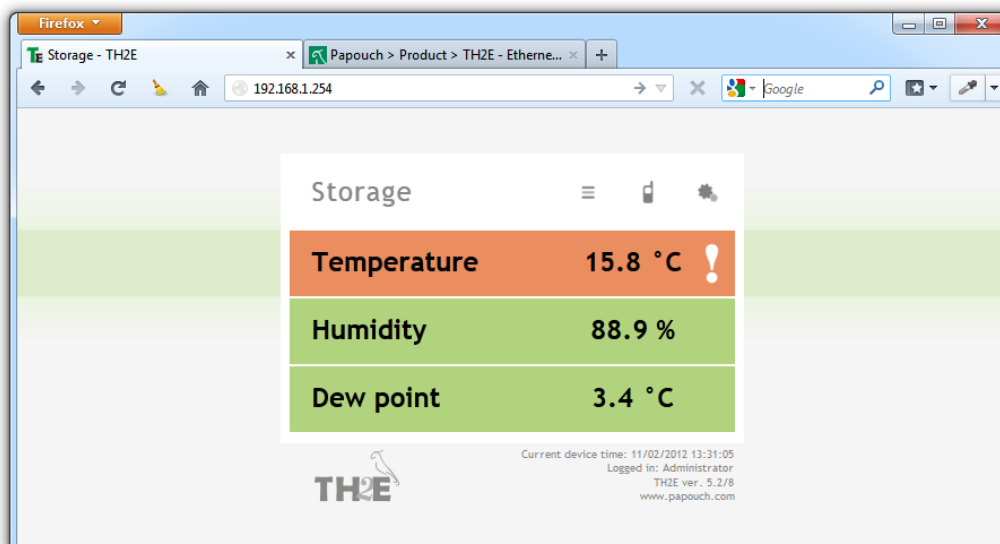 Firefox
Storage - TH2E
Papouch > Product > TH2E - Etherne...
192.168.1.254
Google
Storage
Temperature 15.8 °C
Humidity 88.9 %
Dew point 3.4 °C
Current device time: 11/02/2012 13:31:05
Logged in: Administrator
TH2E ver. 5.2/8
www.papouch.com
TH2E